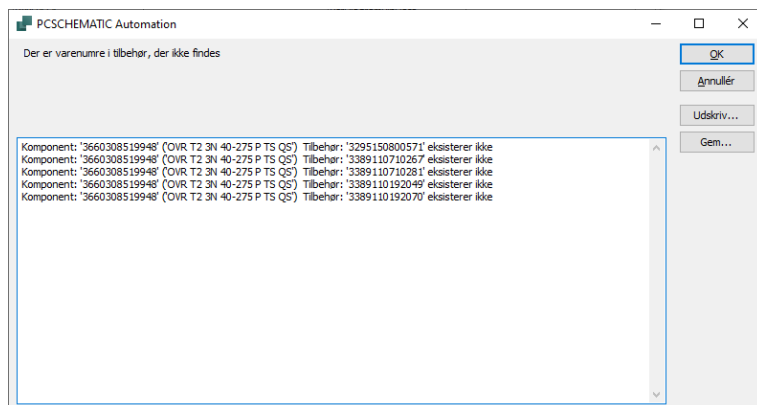 PCSCHEMATIC Automation
Der er varenumre i tilbehør, der ikke findes
OK
Annullér
Udskriv...
Gem...
Komponent: '3660308519948' ('OVR T2 3N 40-275 P TS QS') Tilbehør: '3295150800571' eksisterer ikke
Komponent: '3660308519948' ('OVR T2 3N 40-275 P TS QS') Tilbehør: '3389110710267' eksisterer ikke
Komponent: '3660308519948' ('OVR T2 3N 40-275 P TS QS') Tilbehør: '3389110710281' eksisterer ikke
Komponent: '3660308519948' ('OVR T2 3N 40-275 P TS QS') Tilbehør: '3389110192049' eksisterer ikke
Komponent: '3660308519948' ('OVR T2 3N 40-275 P TS QS') Tilbehør: '3389110192070' eksisterer ikke